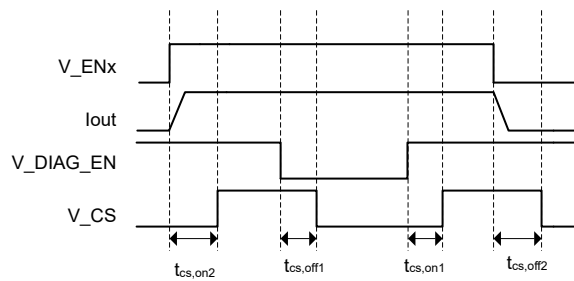 V_ENx
Iout
V_DIAG_EN
V_CS
tcs,on2 tcs,off1 tcs,on1 tcs,off2